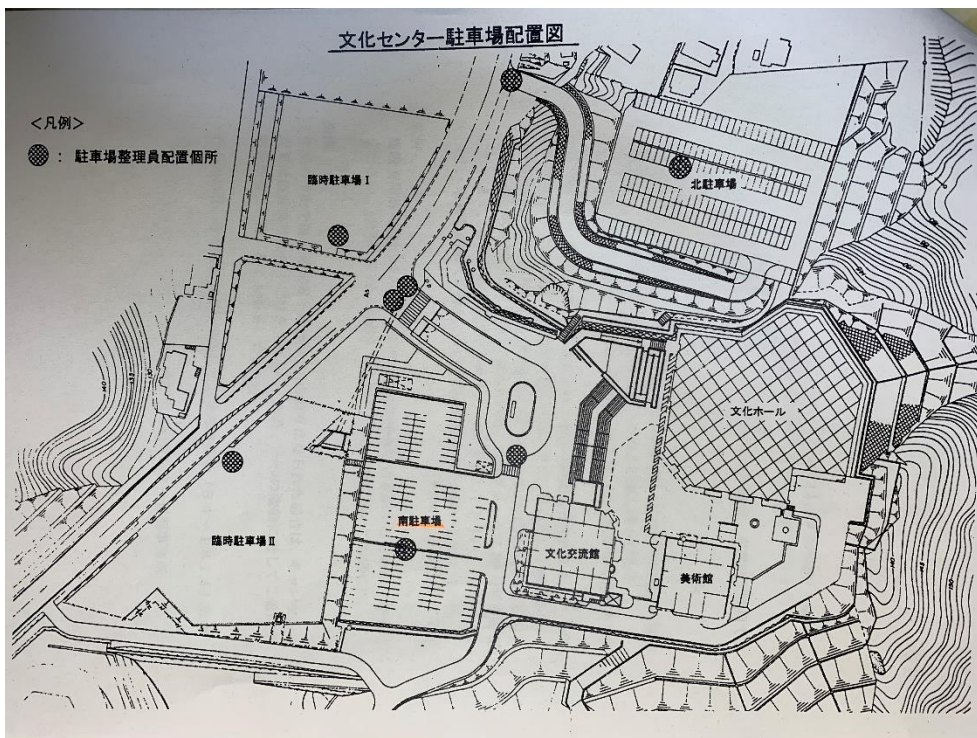 文化センター駐車場配置図
<凡例>
: 駐車場整理員配置個所
臨時駐車場Ⅰ
北駐車場
文化ホール
南駐車場
臨時駐車場Ⅱ
文化交流館
美術館